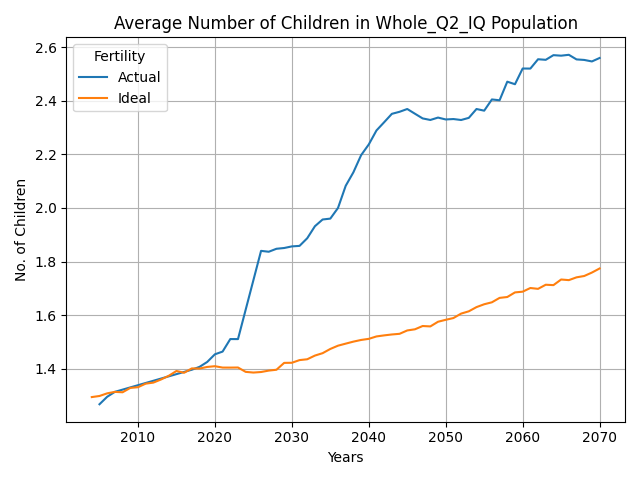 Average Number of Children in Whole_Q2_IQ Population
Fertility
Actual
Ideal
No. of Children
2.6
2.4
2.2
2.0
1.8
1.6
1.4
2010 2020 2030 2040 2050 2060 2070
Years